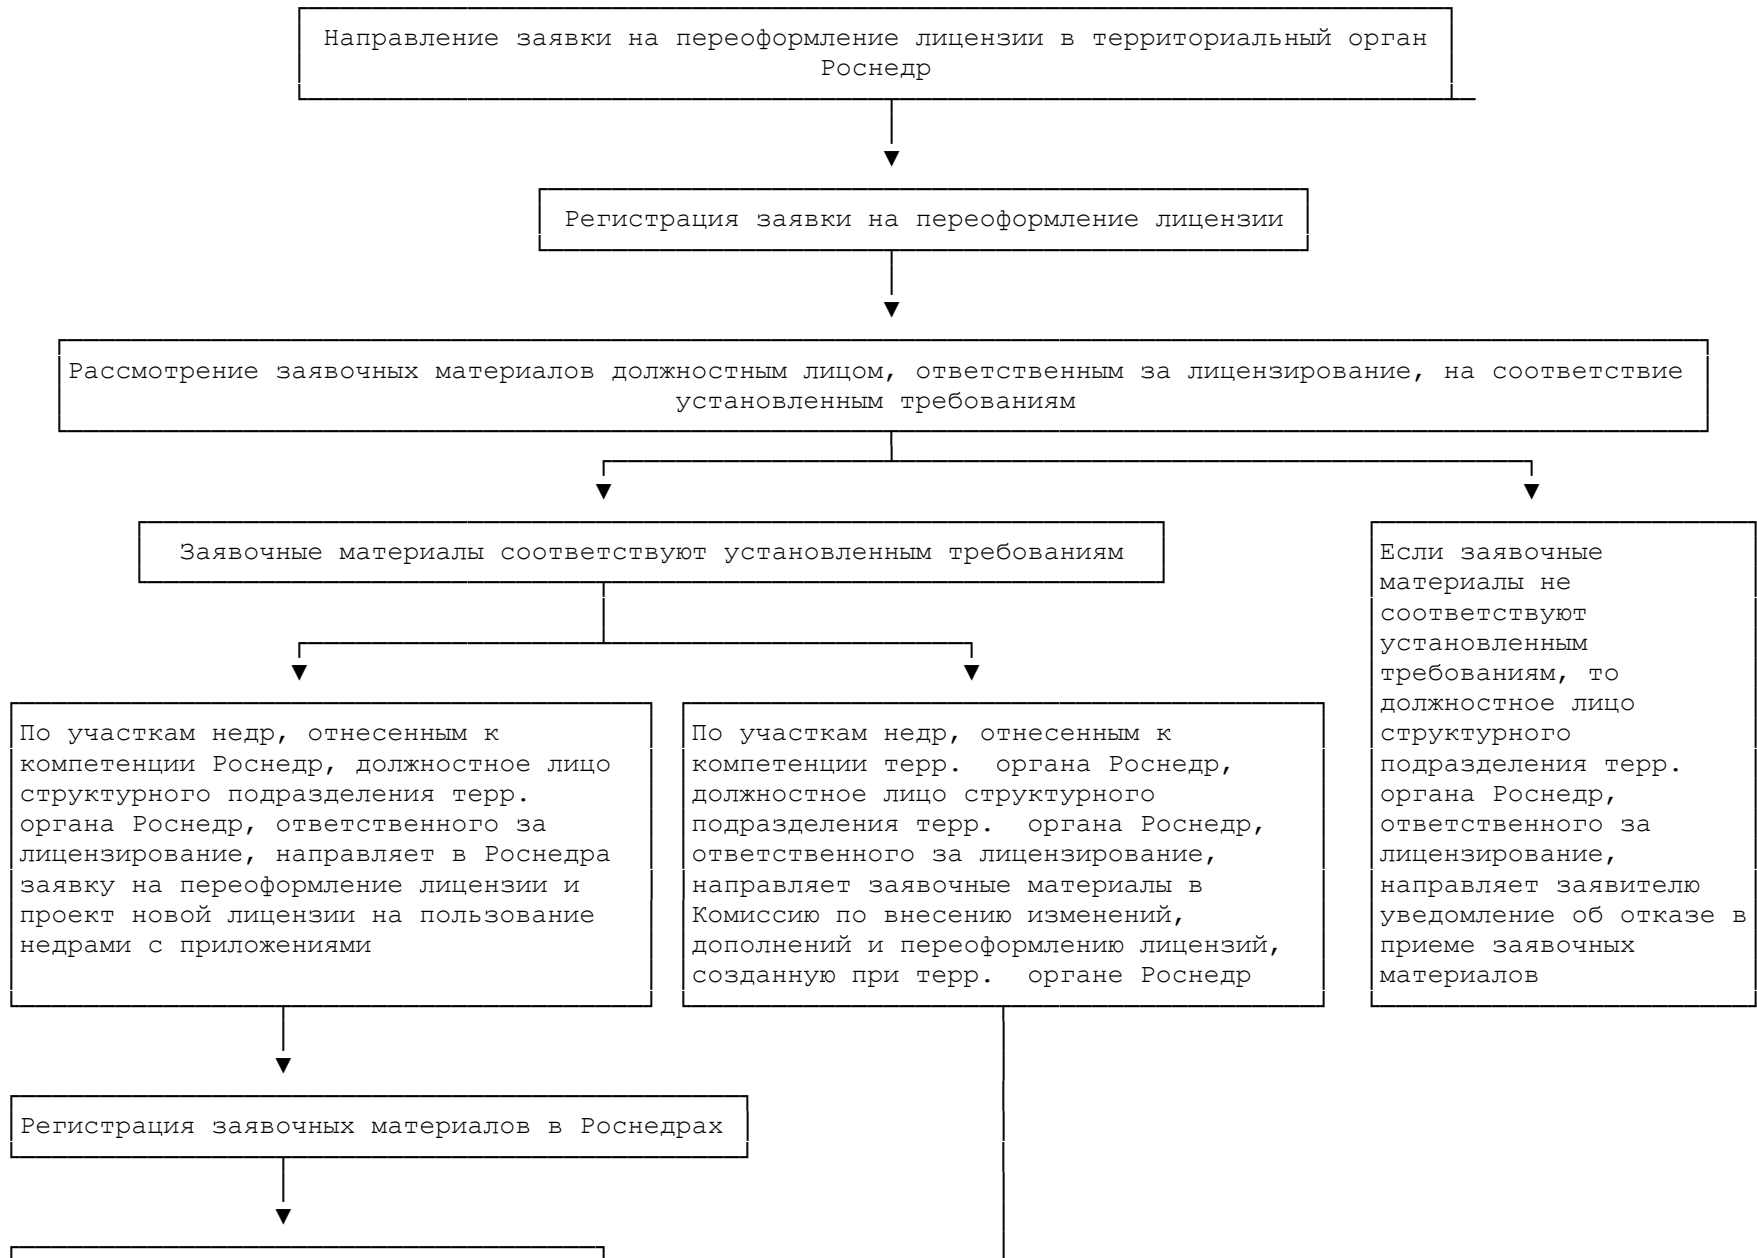 Направление заявки на переоформление лицензии в территориальный орган
Роснедр
Регистрация заявки на переоформление лицензии
Рассмотрение заявочных материалов должностным лицом, ответственным за лицензирование, на соответствие
установленным требованиям
Заявочные материалы соответствуют установленным требованиям
Если заявочные
материалы не
соответствуют
установленным
требованиям, то
должностное лицо
структурного
подразделения терр.
органа Роснедр,
ответственного за
лицензирование,
направляет заявителю
уведомление об отказе в
приеме заявочных
материалов
По участкам недр, отнесенным к
компетенции Роснедр, должностное лицо
структурного подразделения терр.
органа Роснедр, ответственного за
лицензирование, направляет в Роснедра
заявку на переоформление лицензии и
проект новой лицензии на пользование
недрами с приложениями
По участкам недр, отнесенным к
компетенции терр. органа Роснедр,
должностное лицо структурного
подразделения терр. органа Роснедр,
ответственного за лицензирование,
направляет заявочные материалы в
Комиссию по внесению изменений,
дополнений и переоформлению лицензий,
созданную при терр. органе Роснедр
Регистрация заявочных материалов в Роснедрах